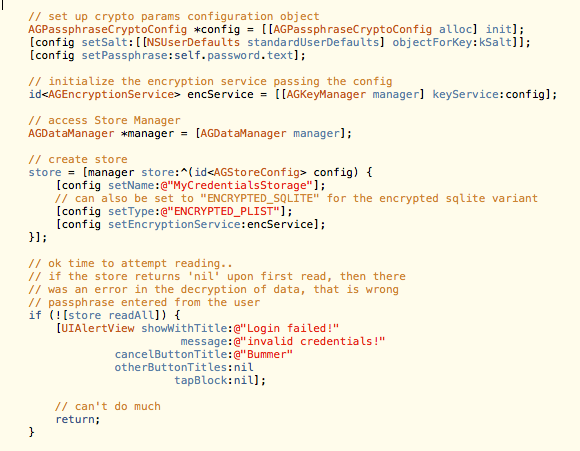 // set up crypto params configuration object
AGPassphraseCryptoConfig *config = [[AGPassphraseCryptoConfig alloc] init];
[config setSalt:[[NSUserDefaults standardUserDefaults] objectForKey:kSalt]];
[config setPassphrase:self.password.text];

// initialize the encryption service passing the config
id<AGEncryptionService> encService = [[AGKeyManager manager] keyService:config];

// access Store Manager
AGDataManager *manager = [AGDataManager manager];

// create store
store = [manager store:^(id<AGStoreConfig> config) {
    [config setName:@"MyCredentialsStorage"];
    // can also be set to "ENCRYPTED_SQLITE" for the encrypted sqlite variant
    [config setType:@"ENCRYPTED_PLIST"];
    [config setEncryptionService:encService];
}];

// ok time to attempt reading..
// if the store returns 'nil' upon first read, then there
// was an error in the decryption of data, that is wrong
// passphrase entered from the user
if (![store readAll]) {
    [UIAlertView showWithTitle:@"Login failed!"
                       message:@"invalid credentials!"
             cancelButtonTitle:@"Bummer"
             otherButtonTitles:nil
                      tapBlock:nil];

    // can't do much
    return;
}